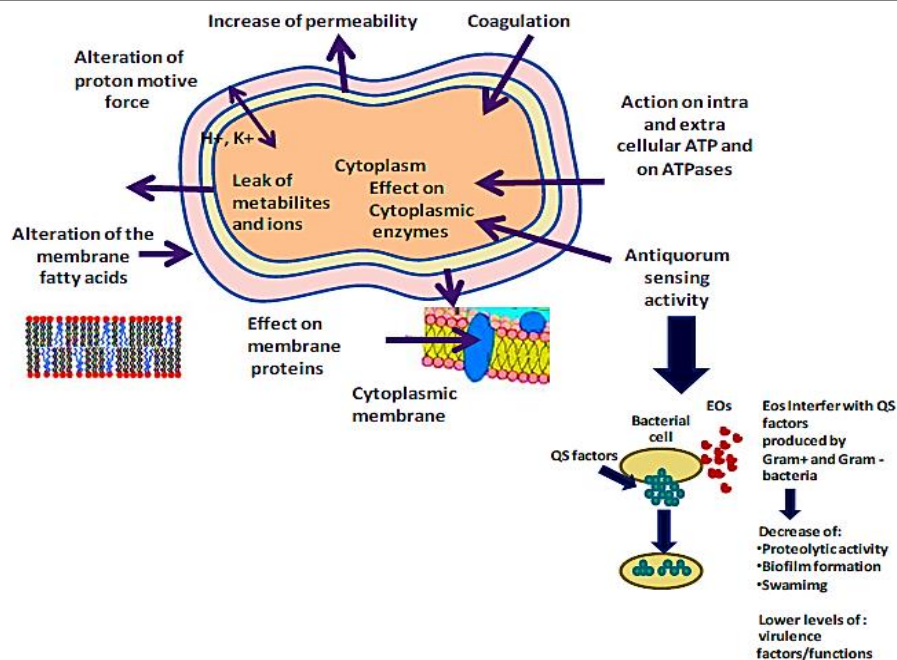 Increase of permeability
Coagulation
Alteration of
proton motive
force
H+, K+
Action on intra
and extra
cellular ATP and
on ATPases
Cytoplasm
Effect on
Cytoplasmic
enzymes
Leak of
metabilites
and ions
Alteration of the
membrane
fatty acids
Antiquorum
sensing
activity
Effect on
membrane
proteins
Cytoplasmic
membrane
EOs
Bacterial
cell
QS factors
Eos Interfer with QS
factors
produced by
Gram+ and Gram -
bacteria
Decrease of:
•Proteolytic activity
•Biofilm formation
•Swamimg
Lower levels of :
virulence
factors/functions